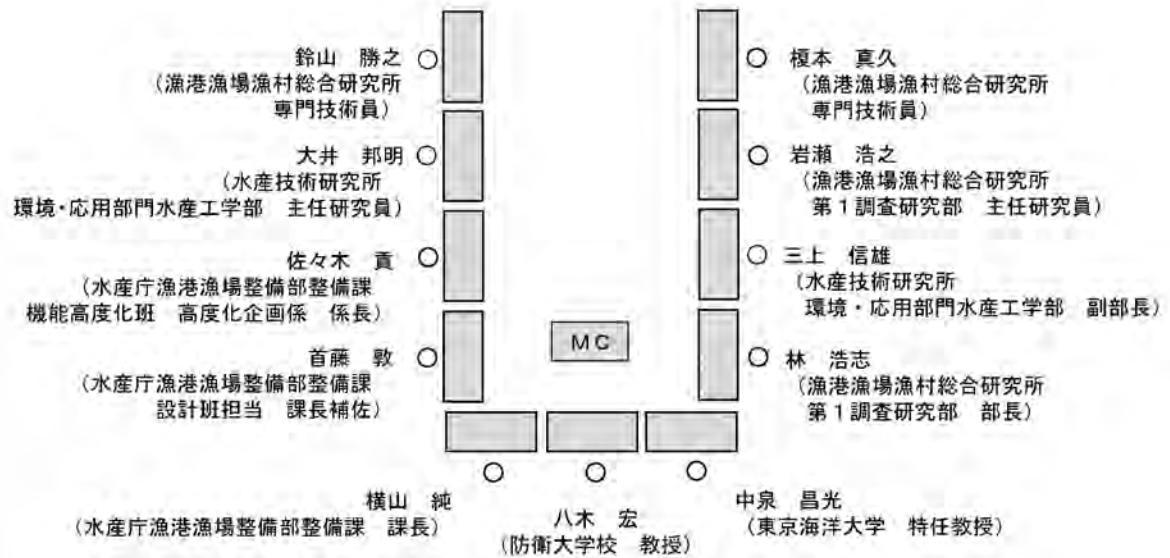 鈴山　勝之
（漁港漁場漁村総合研究所
専門技術員）
大井　邦明
（水産技術研究所
環境・応用部門水産工学部　主任研究員）
佐々木　貢
（水産庁漁港漁場整備部整備課
機能高度化班　高度化企画係　係長）
首藤　敦
（水産庁漁港漁場整備部整備課
設計班担当　課長補佐）
横山　純
（水産庁漁港漁場整備部整備課　課長）
八木　宏
（防衛大学校　教授）
中泉　昌光
（東京海洋大学　特任教授）
MC
榎本　真久
（漁港漁場漁村総合研究所
専門技術員）
岩瀬　浩之
（漁港漁場漁村総合研究所
第１調査研究部　主任研究員）
三上　信雄
（水産技術研究所
環境・応用部門水産工学部　副部長）
林　浩志
（漁港漁場漁村総合研究所
第１調査研究部　部長）